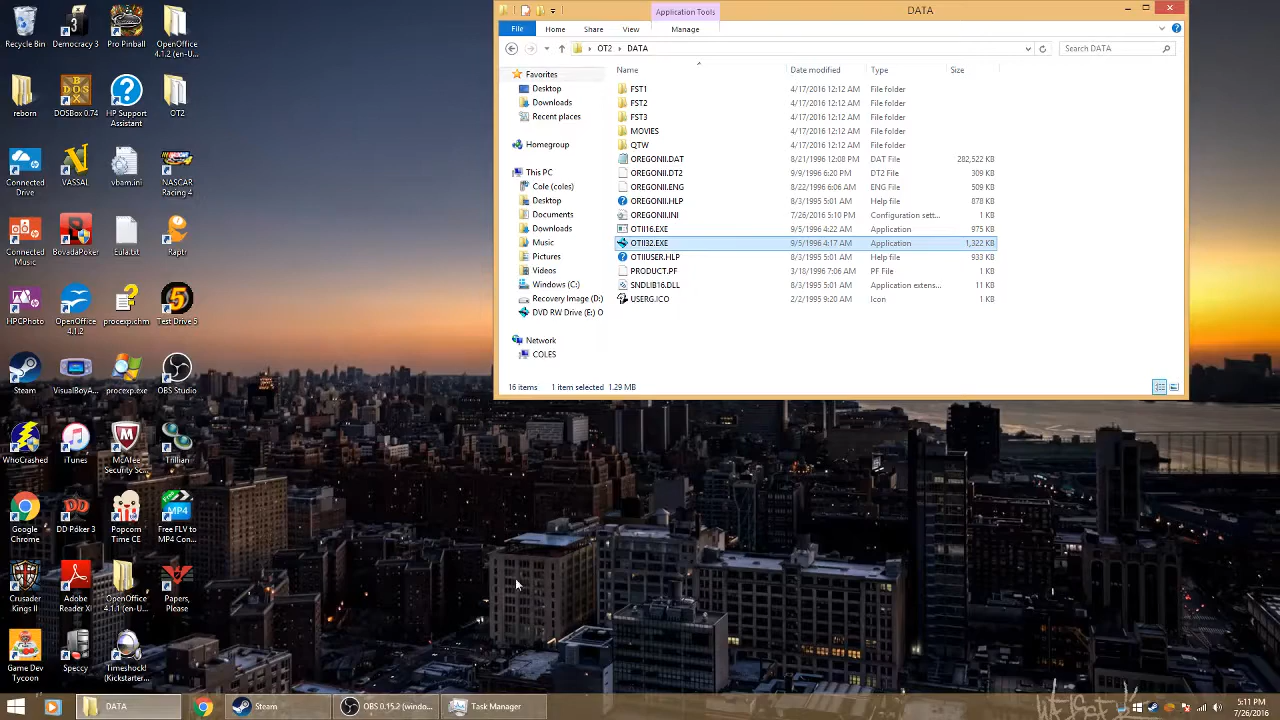 Application Tools
DATA
File
Home
Share
View
Manage
OT2
DATA
Search DATA
Name
Date modified
Type
Size
Favorites
Desktop
Downloads
Recent places
Homegroup
This PC
Cole (coles)
Desktop
Documents
Downloads
Music
Pictures
Videos
Windows (C:)
Recovery Image (D:)
DVD RW Drive (E:) O
Network
COLES
FST1 4/17/2016 12:12 AM File folder
FST2 4/17/2016 12:12 AM File folder
FST3 4/17/2016 12:12 AM File folder
MOVIES 4/17/2016 12:12 AM File folder
QTW 4/17/2016 12:12 AM File folder
OREGONII.DAT 8/21/1996 12:08 PM DAT File 282,522 KB
OREGONII.DT2 9/9/1996 6:20 PM DT2 File 309 KB
OREGONII.ENG 8/22/1996 6:06 AM ENG File 509 KB
OREGONII.HLP 8/3/1995 5:01 AM Help file 878 KB
OREGONII.INI 7/26/2016 5:10 PM Configuration sett... 1 KB
OTII16.EXE 9/5/1996 4:22 AM Application 975 KB
OTII32.EXE 9/5/1996 4:17 AM Application 1,322 KB
OTIIUSER.HLP 8/3/1995 5:01 AM Help file 933 KB
PRODUCT.PF 3/18/1996 7:06 AM PF File 1 KB
SNDLIB16.DLL 8/3/1995 5:01 AM Application extens... 11 KB
USERG.ICO 2/2/1995 9:20 AM Icon 1 KB
16 items
1 item selected 1.29 MB
Recycle Bin
Democracy 3
Pro Pinball
OpenOffice 4.1.2 (en-U...
reborn
DOSBox 0.74
HP Support Assistant
OT2
Connected Drive
VASSAL
vbam.ini
NASCAR Racing 4
Connected Music
BovadaPoker
Eula.txt
Raptr
HPCPhoto
OpenOffice 4.1.2
procexp.chm
Test Drive 5
Steam
VisualBoyA...
procexp.exe
OBS Studio
WhoCrashed
iTunes
McAfee Security Sc...
Trillian
Google Chrome
DD Poker 3
Popcorn Time CE
Free FLV to MP4 Conv...
Crusader Kings II
Adobe Reader XI
OpenOffice 4.1.1 (en-U...
Papers, Please
Game Dev Tycoon
Speccy
Timeshock! (Kickstarter...
DATA
Steam
OBS 0.15.2 (windo...
Task Manager
5:11 PM
7/26/2016